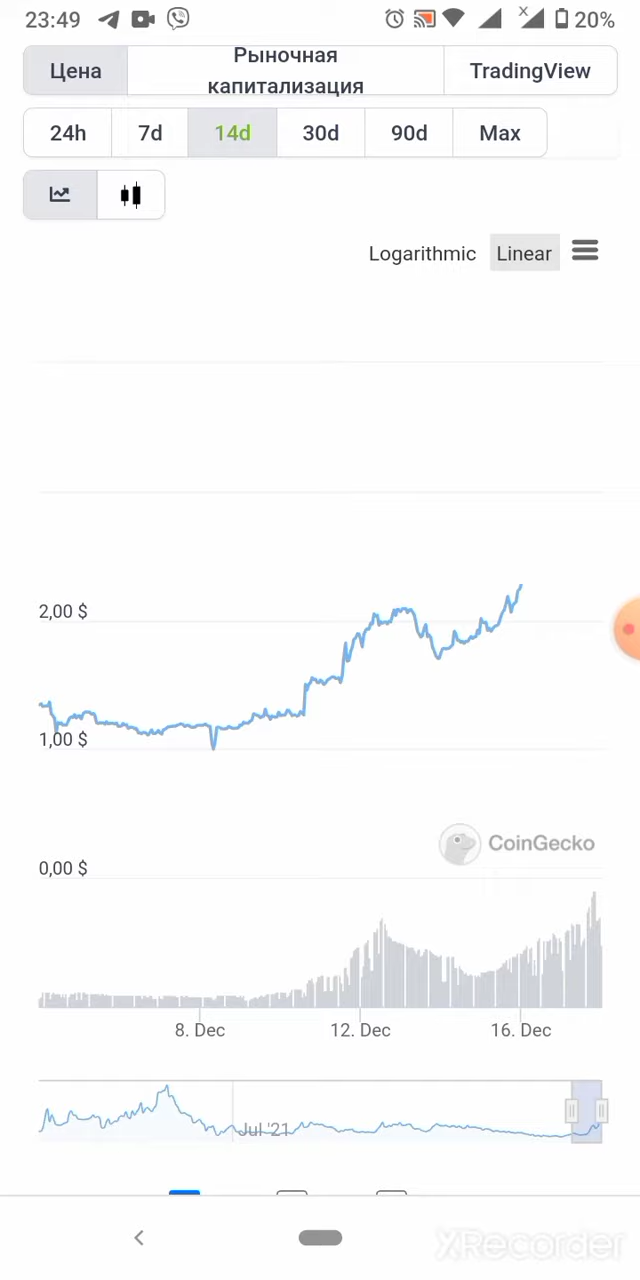 23:49 20%
Цена Рыночная капитализация TradingView
24h 7d 14d 30d 90d Max
Logarithmic Linear
2,00 $
1,00 $
CoinGecko
0,00 $
8. Dec 12. Dec 16. Dec
Jul '21
XRecorder